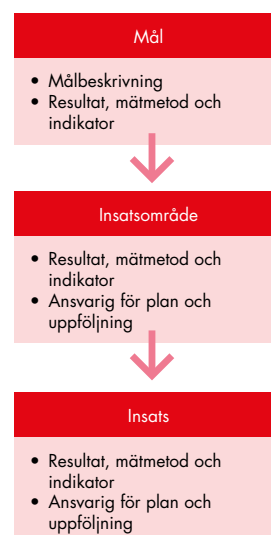 Mål
• Målbeskrivning
• Resultat, mätmetod och
indikator
Insatsområde
• Resultat, mätmetod och
indikator
• Ansvarig för plan och
uppföljning
Insats
• Resultat, mätmetod och
indikator
• Ansvarig för plan och
uppföljning